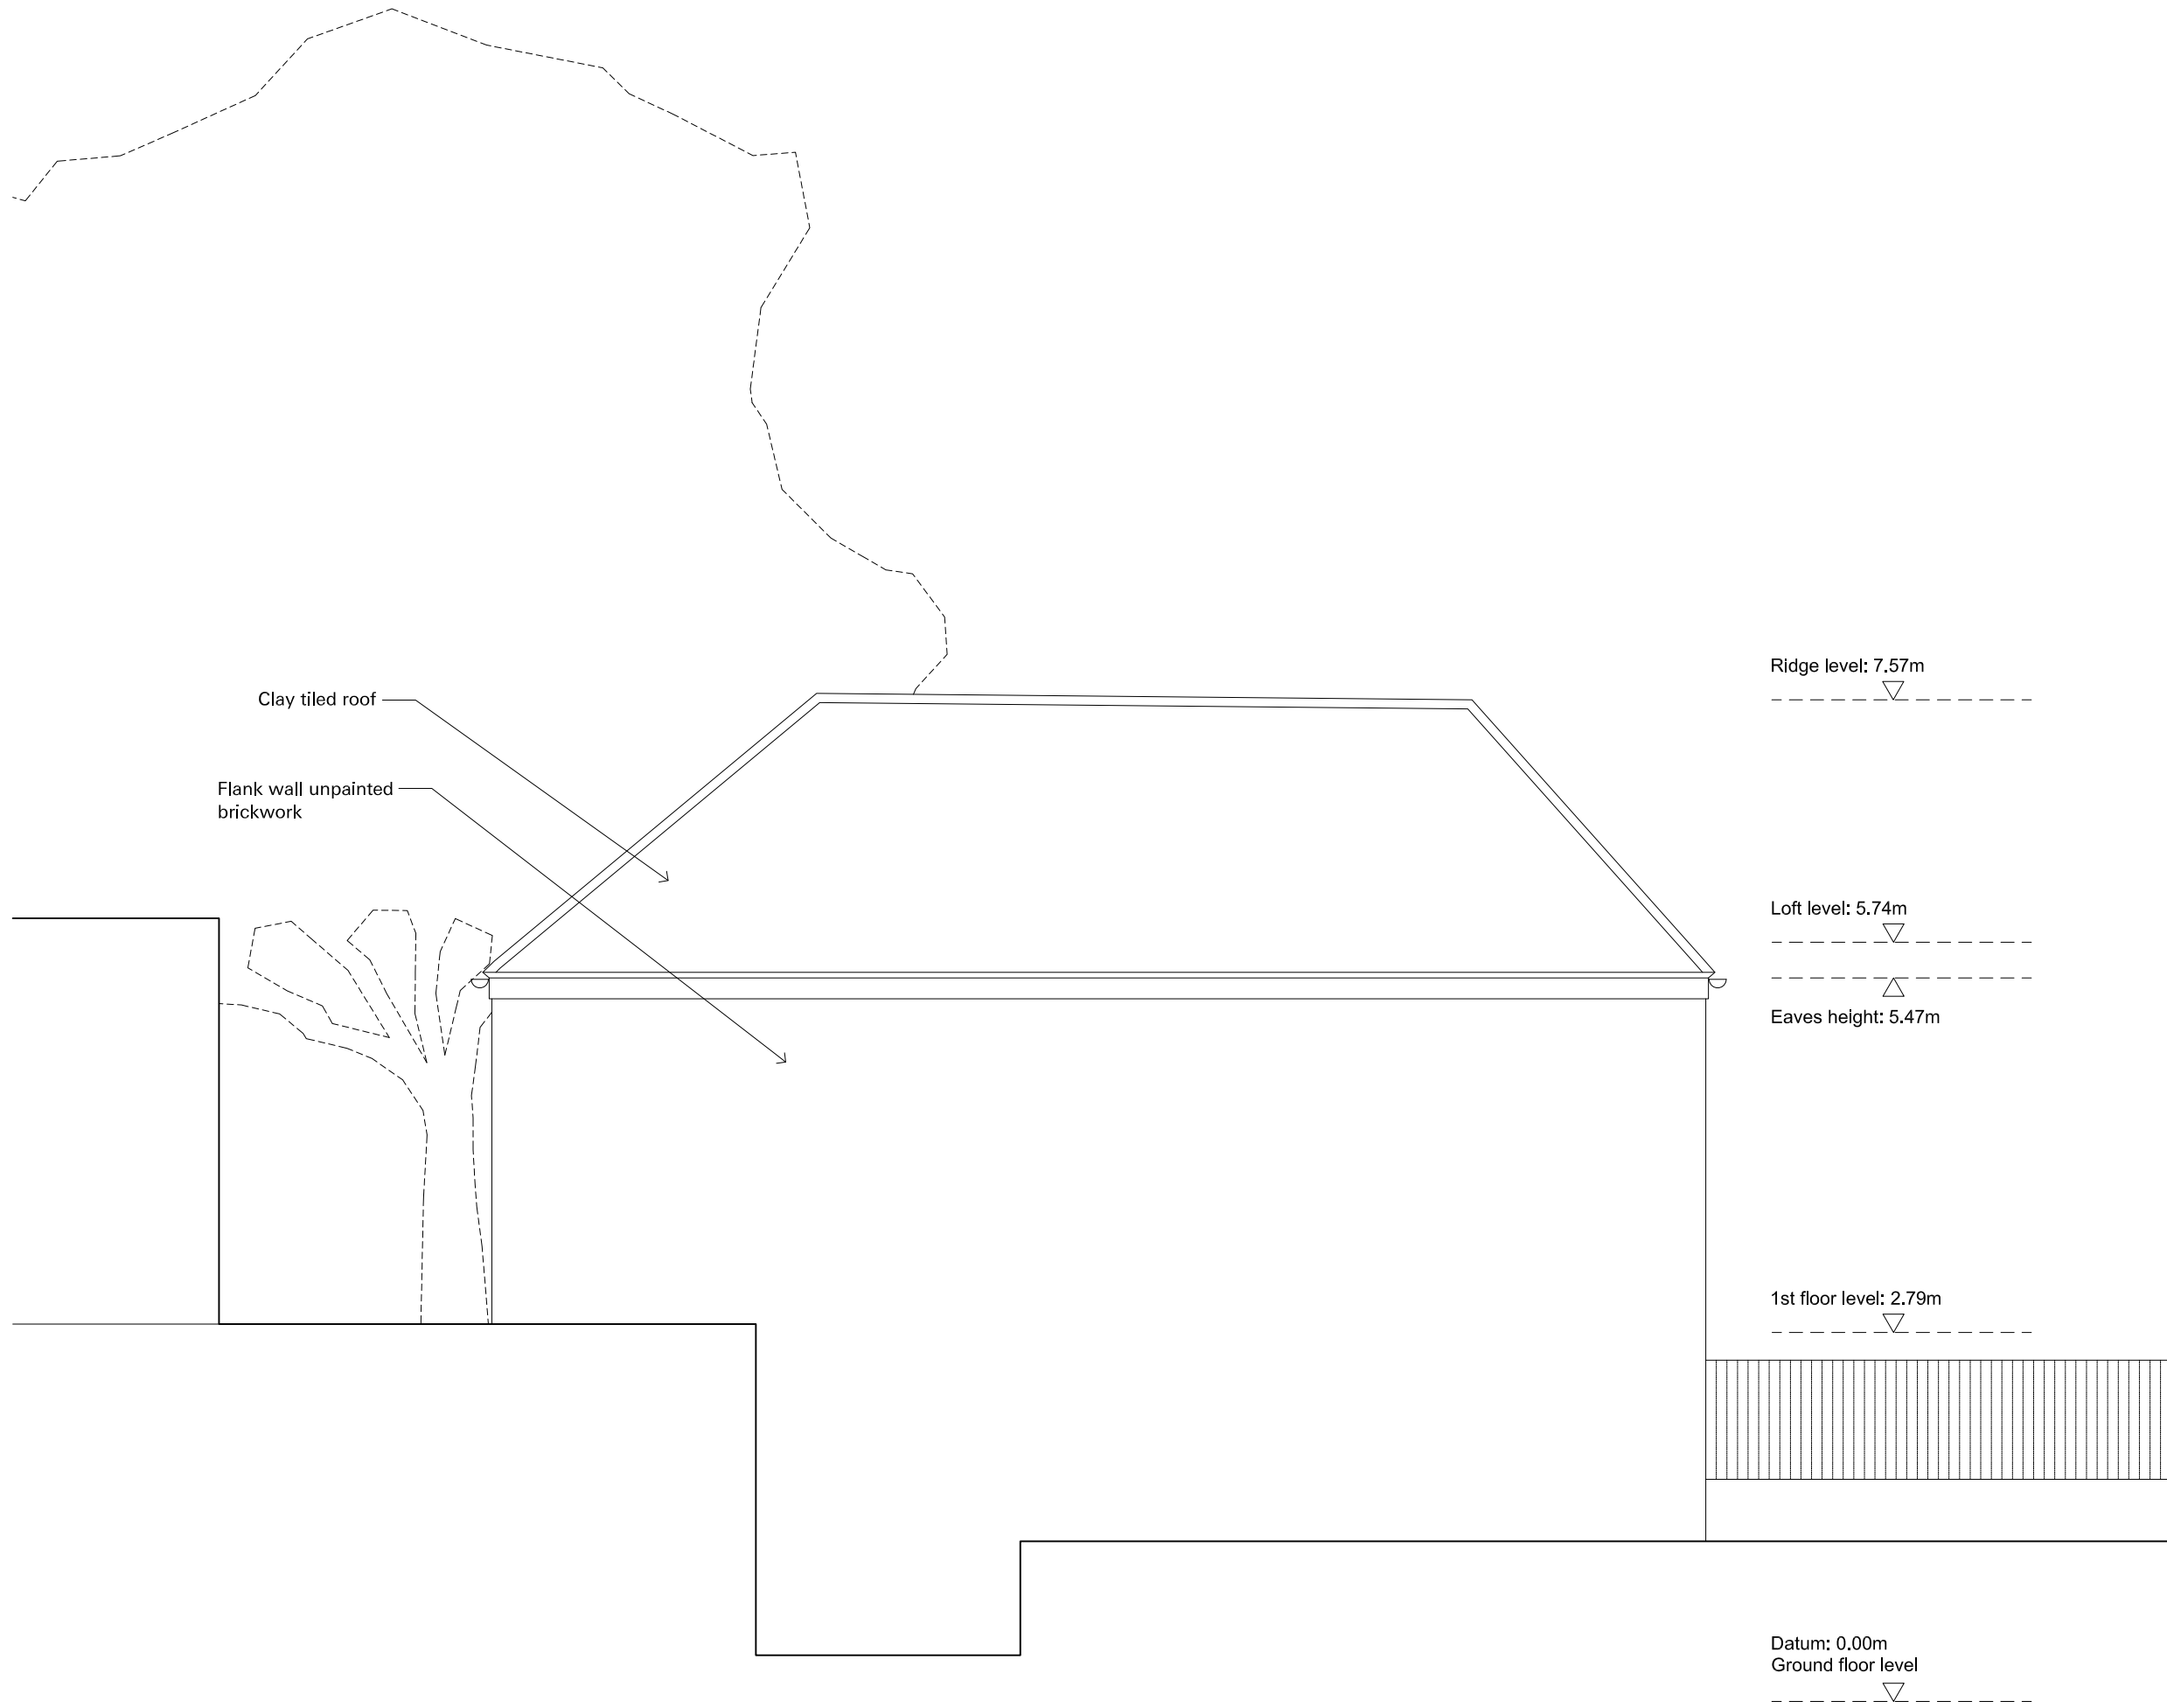 Ridge level: 7.57m
Clay tiled roof
Flank wall unpainted
brickwork
Loft level: 5.74m
Eaves height: 5.47m
1st floor level: 2.79m
Datum: 0.00m
Ground floor level